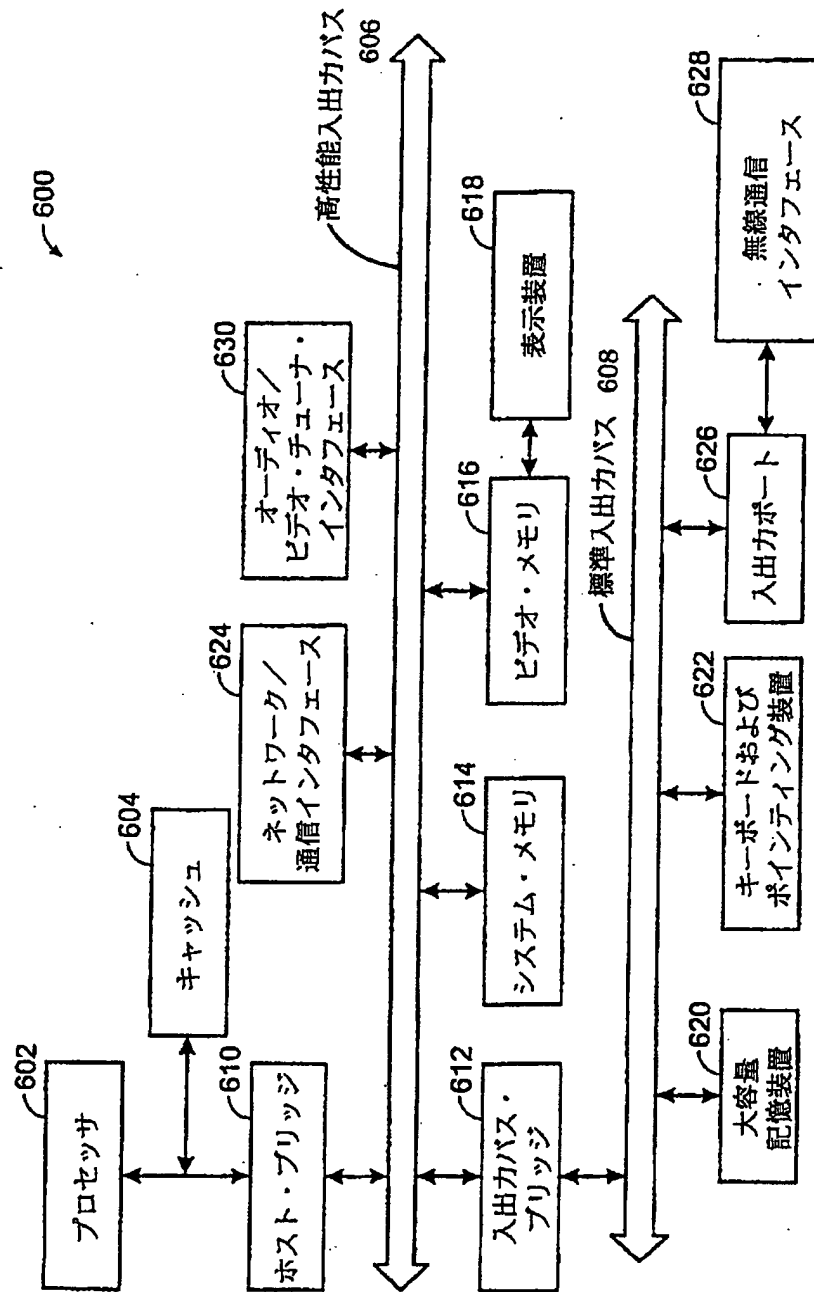 600
602
プロセッサ
604
キャッシュ
610
ホスト・ブリッジ
624
ネットワーク／
通信インタフェース
630
オーディオ／
ビデオ・チューナ・
インタフェース
高性能入出力バス
606
612
入出力バス・
ブリッジ
614
システム・メモリ
616
ビデオ・メモリ
618
表示装置
標準入出力バス 608
620
大容量
記憶装置
622
キーボードおよび
ポインティング装置
626
入出力ポート
628
無線通信
インタフェース